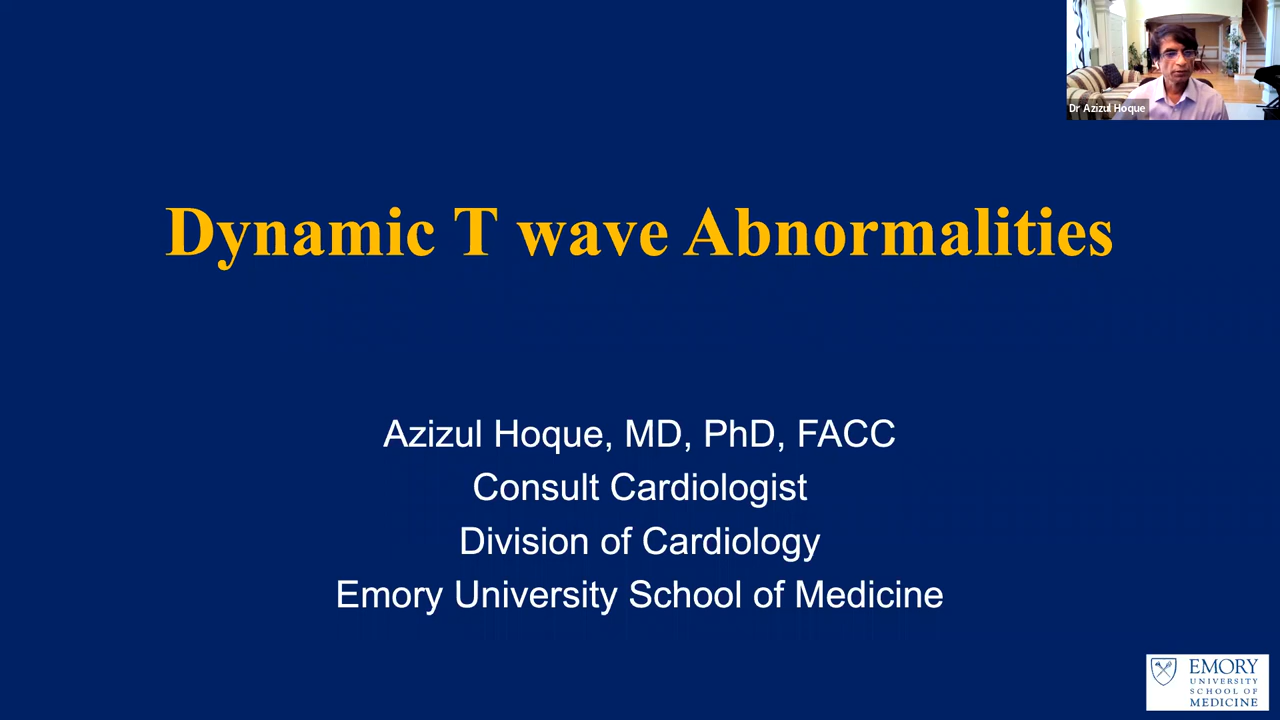 Dr Azizul Hoque
Dynamic T wave Abnormalities
Azizul Hoque, MD, PhD, FACC
Consult Cardiologist
Division of Cardiology
Emory University School of Medicine
EMORY
UNIVERSITY
SCHOOL OF
MEDICINE